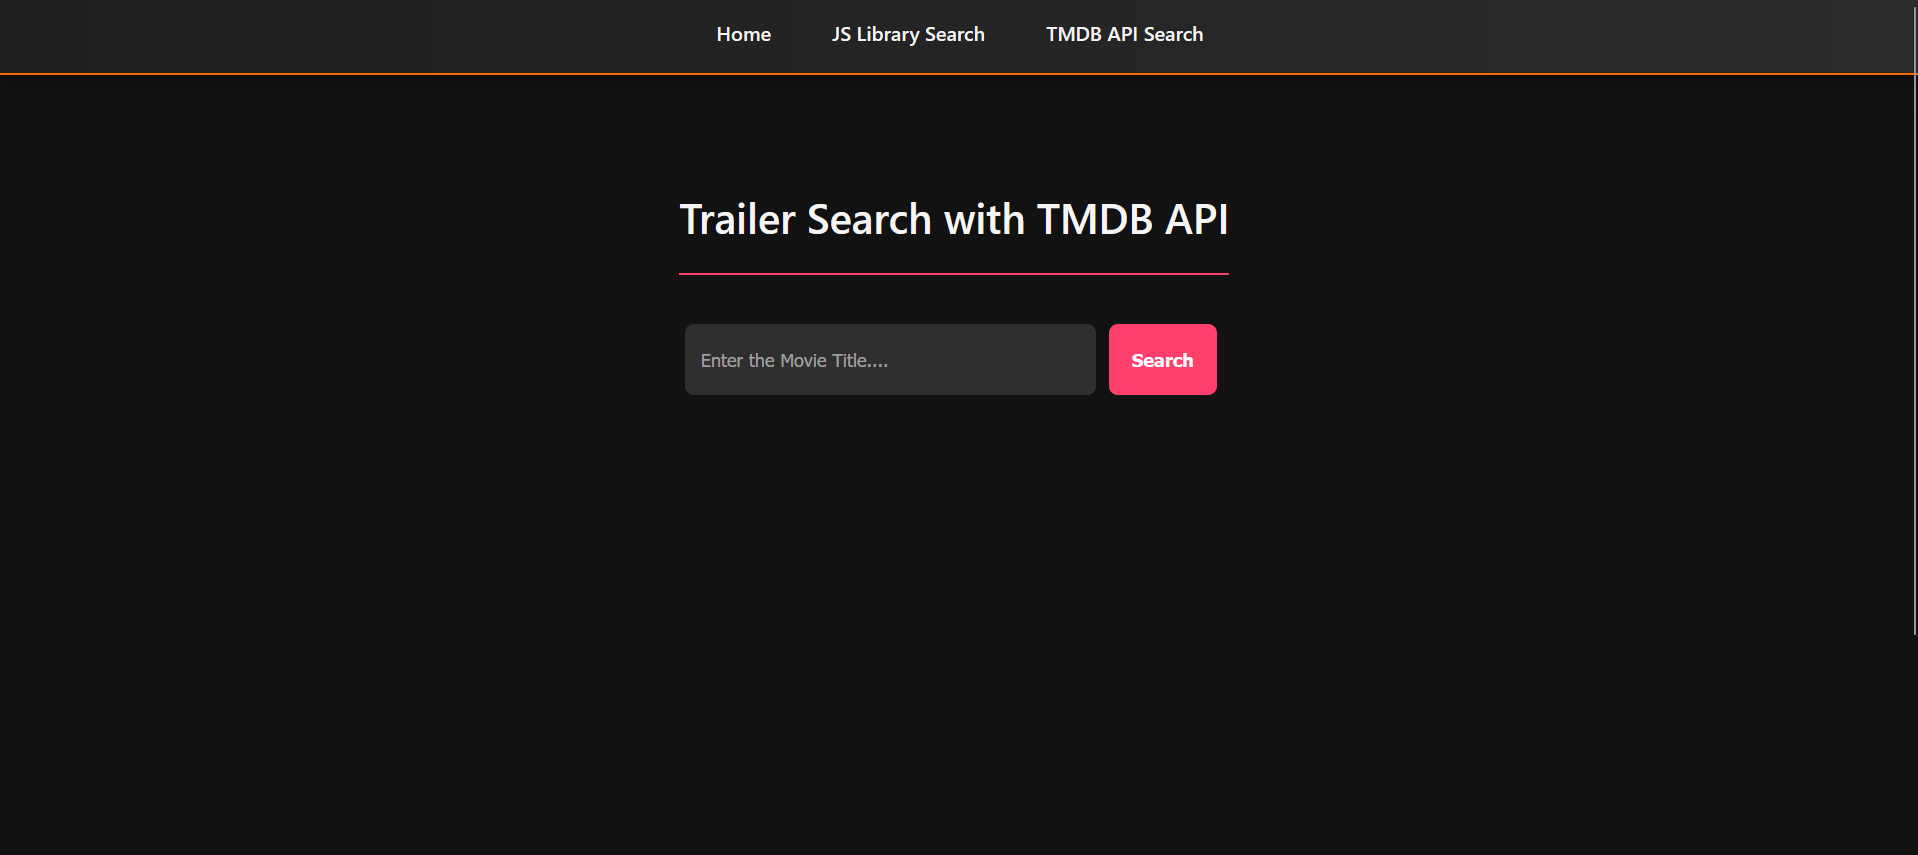 Home JS Library Search TMDB API Search
Trailer Search with TMDB API
Enter the Movie Title.... Search